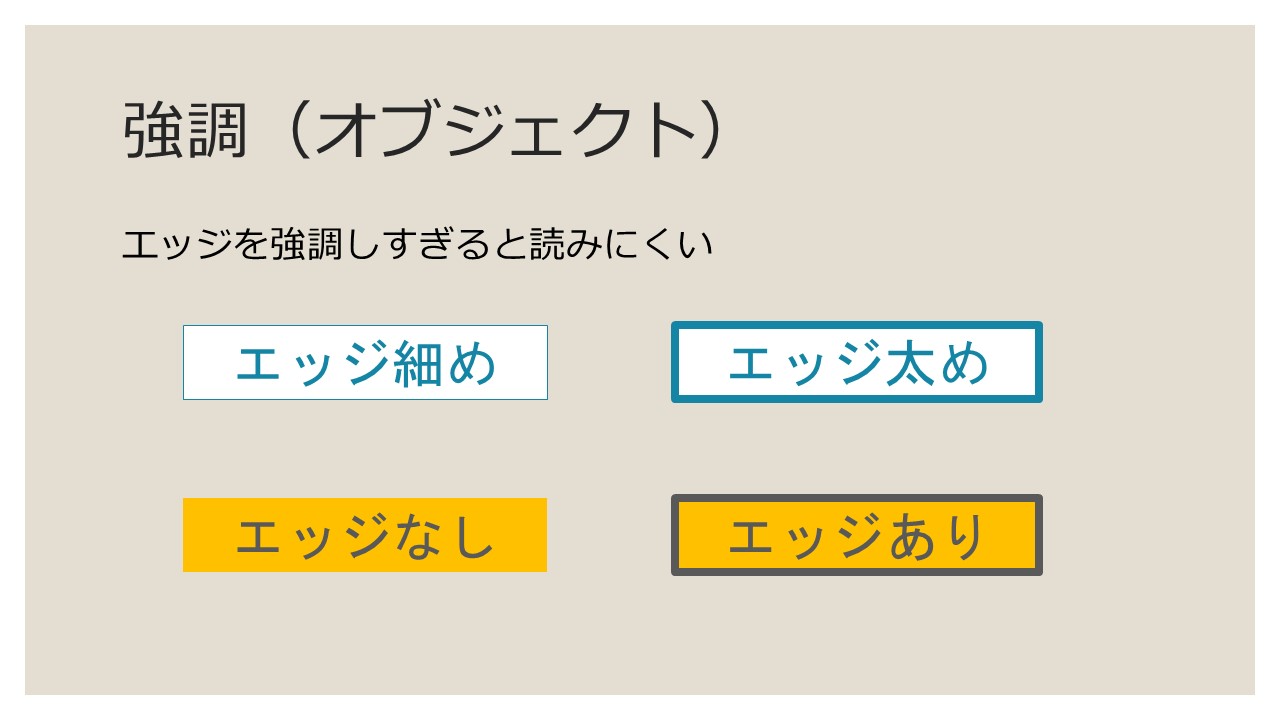 強調（オブジェクト）
エッジを強調しすぎると読みにくい
エッジ細め
エッジ太め
エッジなし
エッジあり